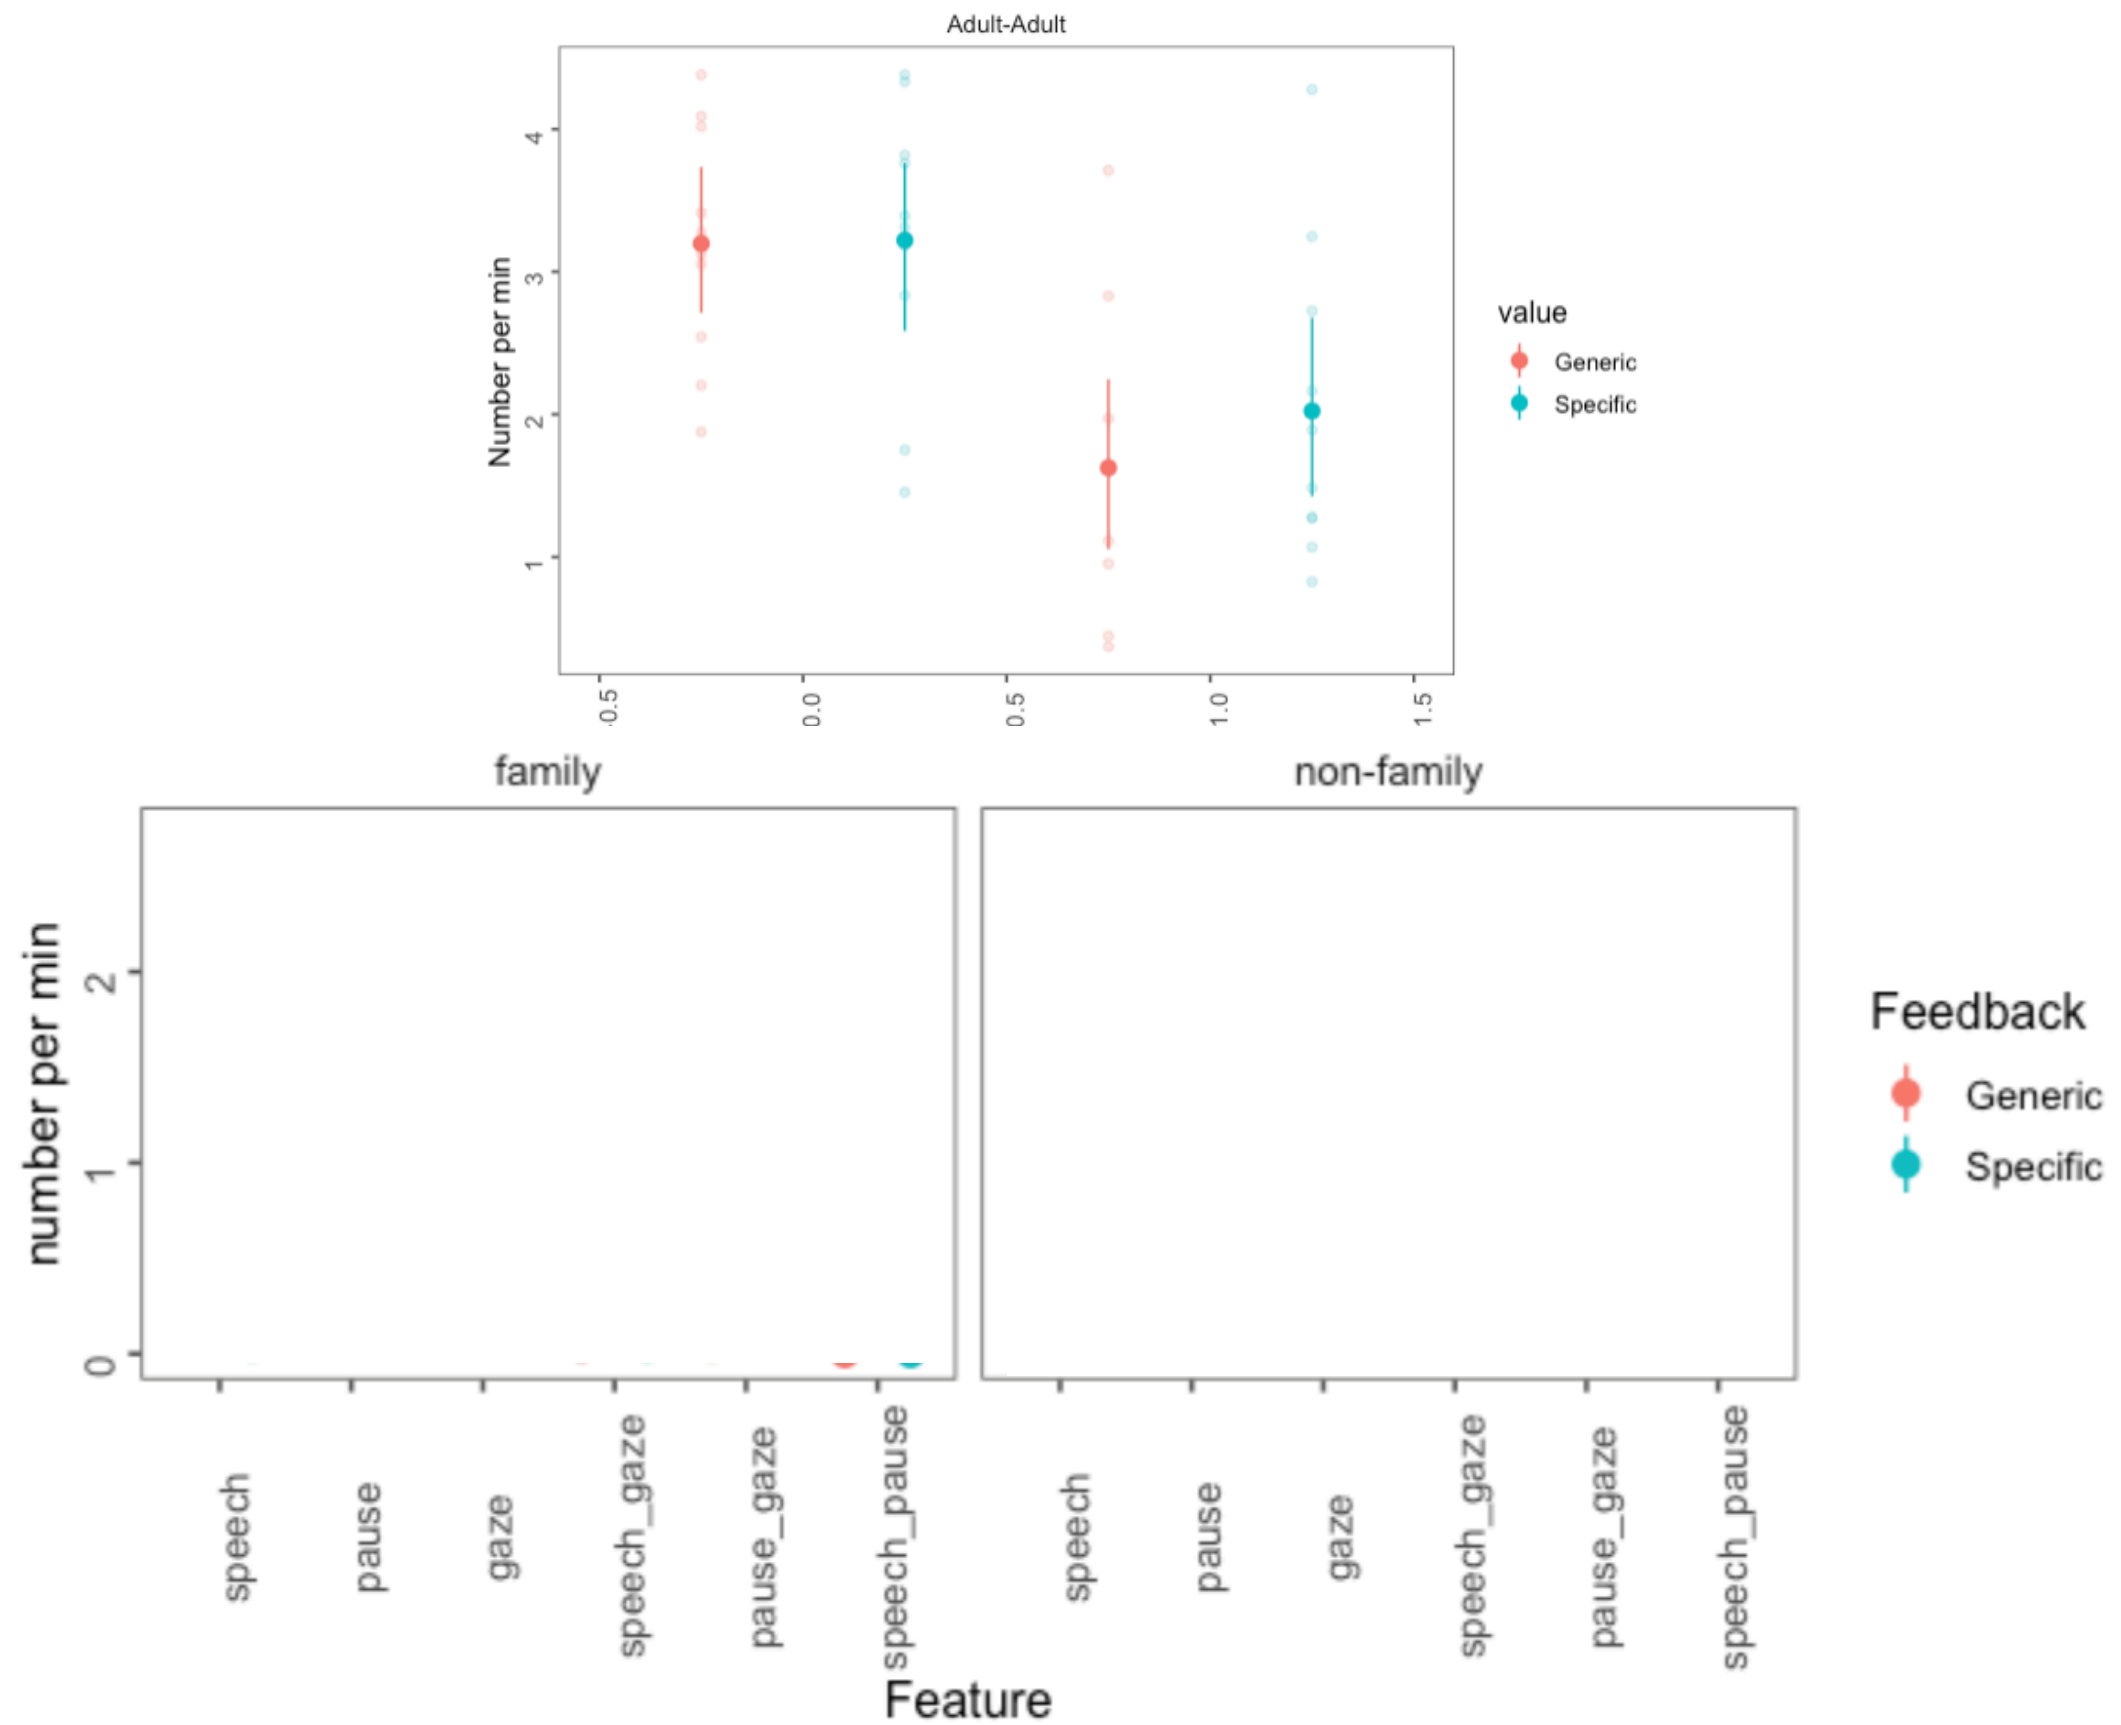 Adult-Adult
Number per min
4
3
2
1
0.5
0.0
0.5
1.0
1.5
value
Generic
Specific
family
non-family
number per min
2
1
0
speech
pause
gaze
speech_gaze
pause_gaze
speech_pause
speech
pause
gaze
speech_gaze
pause_gaze
speech_pause
Feature
Feedback
Generic
Specific